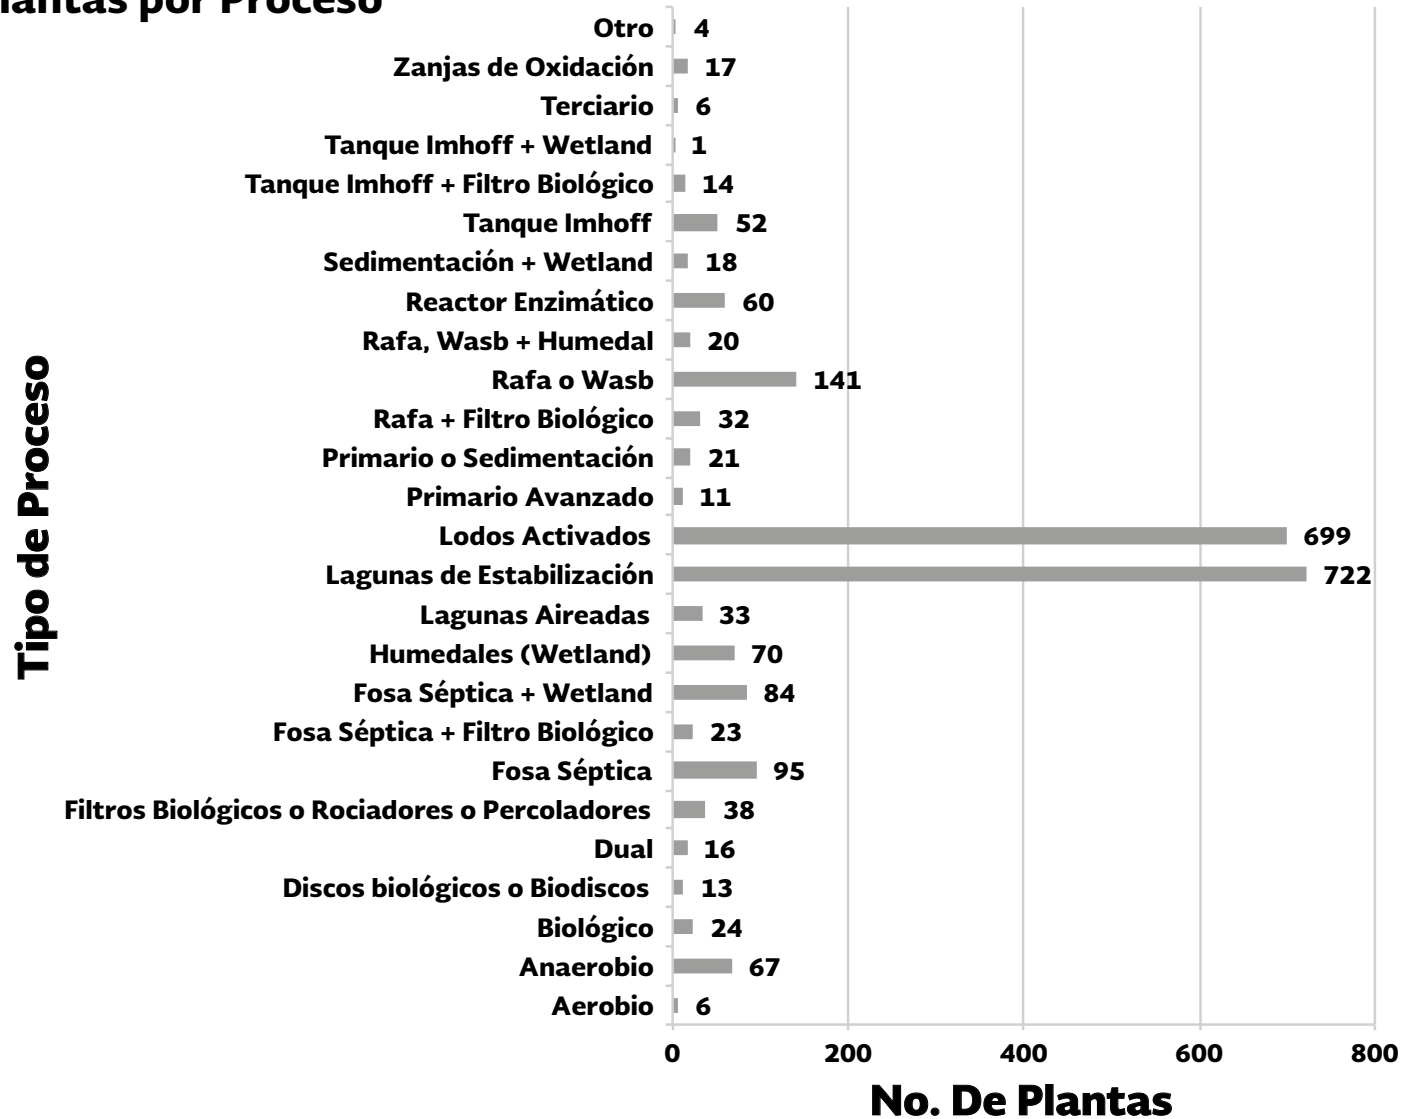 Plantas por Proceso
Otro 4
Zanjas de Oxidación 17
Terciario 6
Tanque Imhoff + Wetland 1
Tanque Imhoff + Filtro Biológico 14
Tanque Imhoff 52
Sedimentación + Wetland 18
Reactor Enzimático 60
Rafa, Wasb + Humedal 20
Rafa o Wasb 141
Rafa + Filtro Biológico 32
Primario o Sedimentación 21
Primario Avanzado 11
Lodos Activados 699
Lagunas de Estabilización 722
Lagunas Aireadas 33
Humedales (Wetland) 70
Fosa Séptica + Wetland 84
Fosa Séptica + Filtro Biológico 23
Fosa Séptica 95
Filtros Biológicos o Rociadores o Percoladores 38
Dual 16
Discos biológicos o Biodiscos 13
Biológico 24
Anaerobio 67
Aerobio 6
0 200 400 600 800
No. De Plantas
Tipo de Proceso